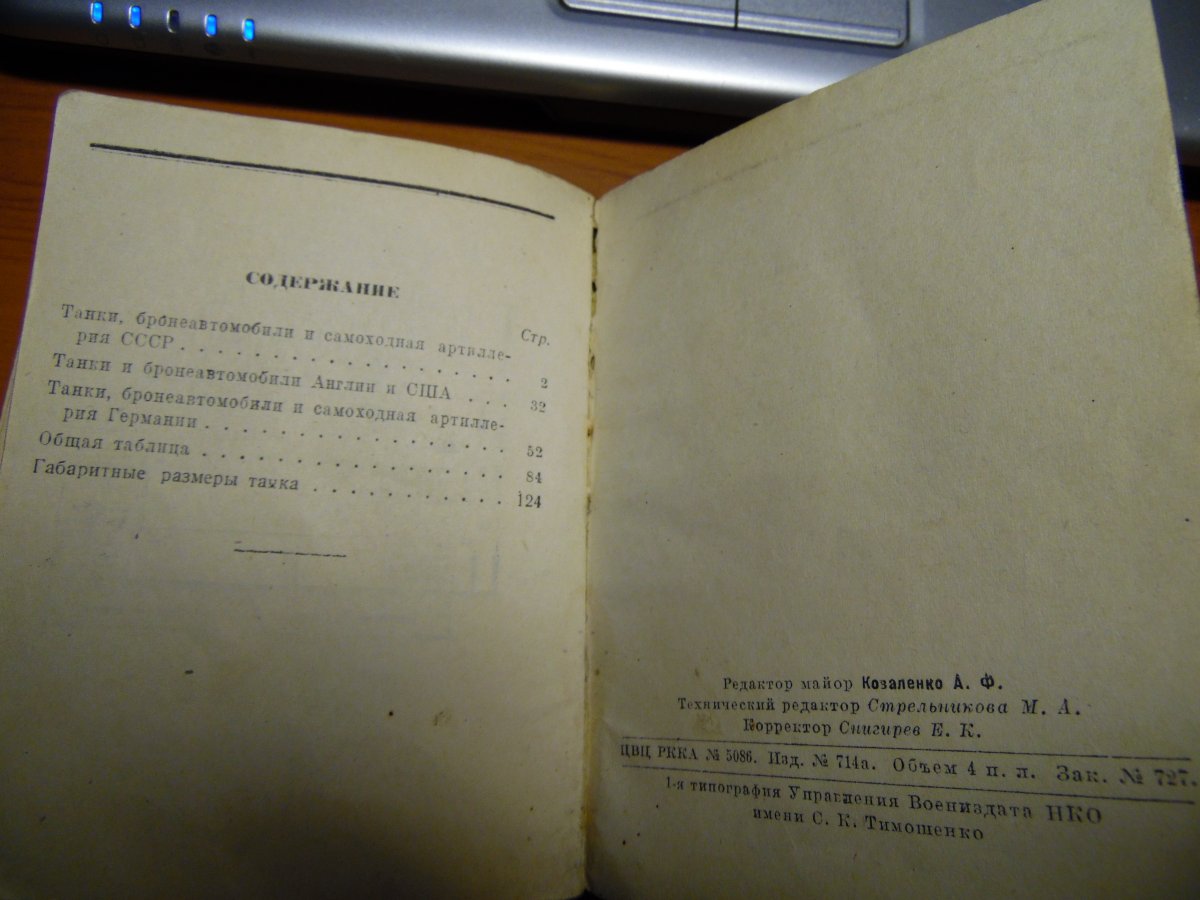 СОДЕРЖАНИЕ
Стр.
Танки, бронеавтомобили и самоходная артилле-
рия СССР . . . . . . . . . . . . . . . 2
Танки и бронеавтомобили Англии и США . . . 32
Танки, бронеавтомобили и самоходная артилле-
рия Германии . . . . . . . . . . . . . . 52
Общая таблица . . . . . . . . . . . . . . 84
Габаритные размеры танка . . . . . . . . . 124
Редактор майор Козаленко А. Ф.
Технический редактор Стрельникова М. А.
Корректор Снигирев Е. К.
ЦВЦ РККА № 5086. Изд. № 714а. Объем 4 п. л. Зак. № 727.
1-я типография Управления Воениздата НКО
имени С. К. Тимошенко